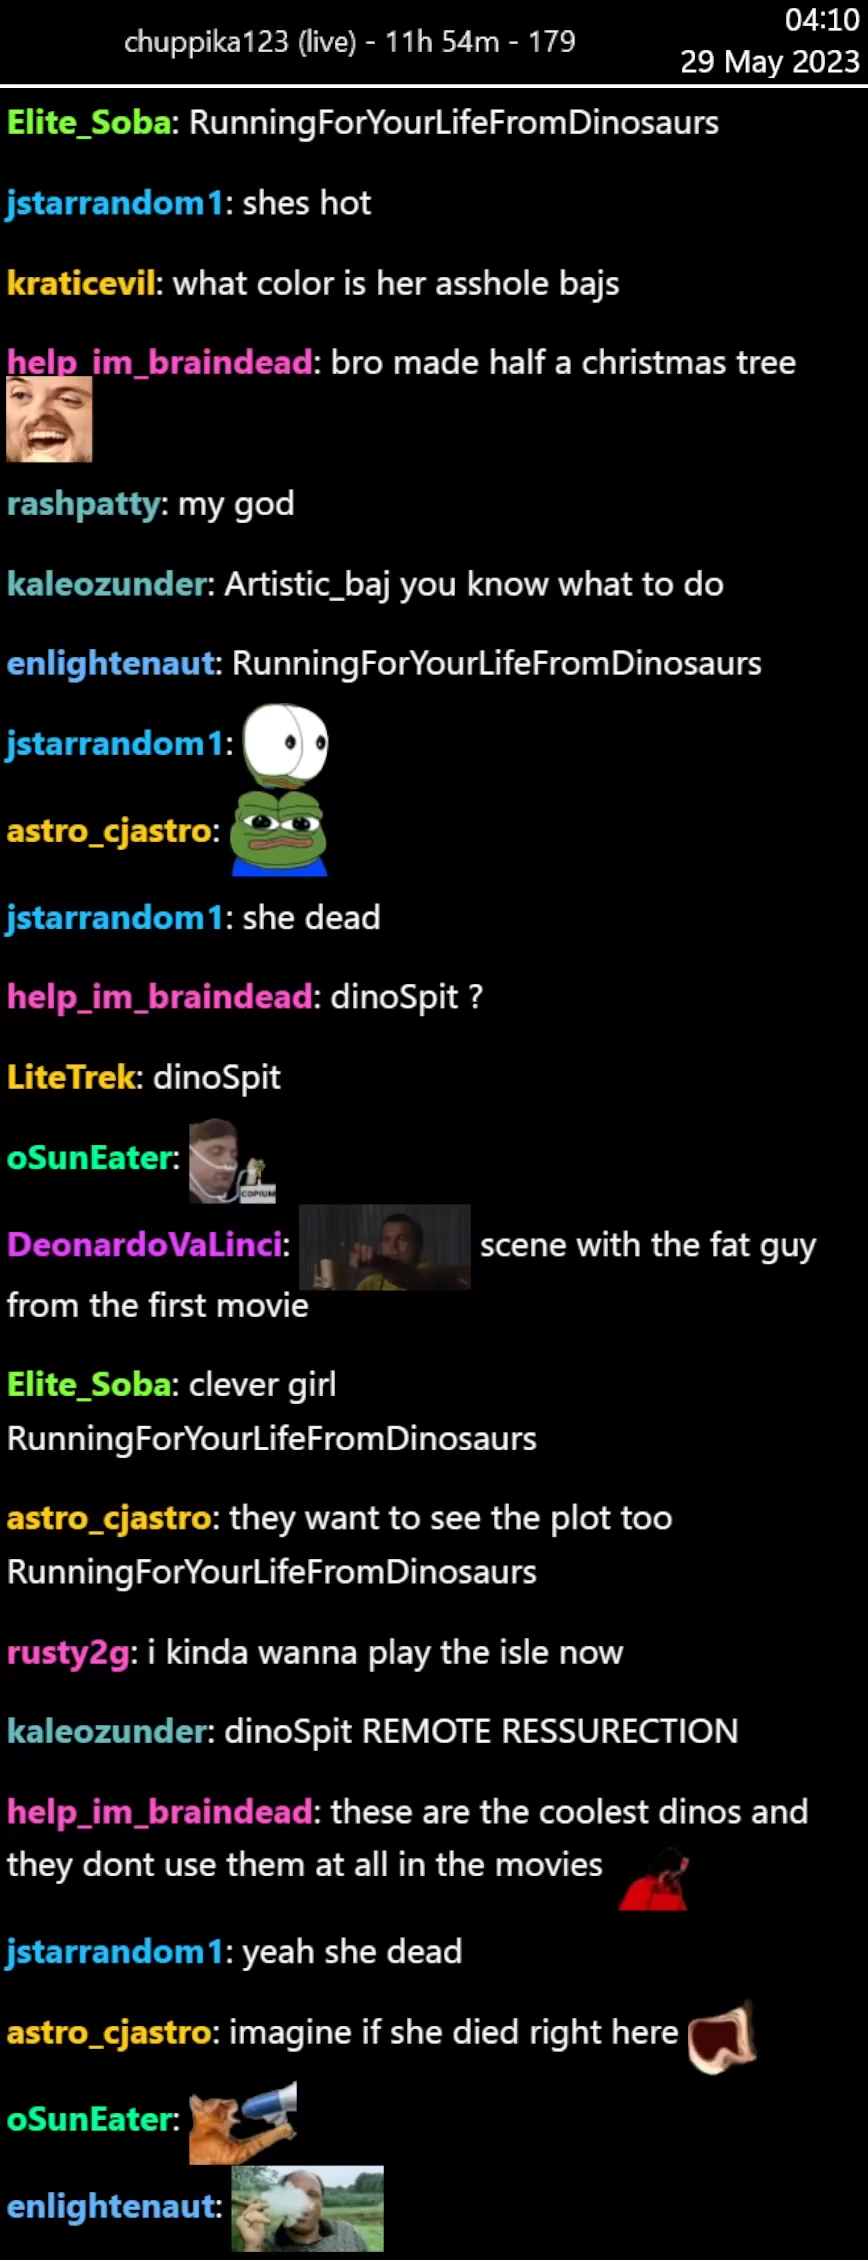 chuppika123 (live) - 11h 54m - 179
04:10
29 May 2023
Elite_Soba: RunningForYourLifeFromDinosaurs
jstarrandom1: shes hot
kraticevil: what color is her asshole bajs
help_im_braindead: bro made half a christmas tree
rashpatty: my god
kaleozunder: Artistic_baj you know what to do
enlightenaut: RunningForYourLifeFromDinosaurs
jstarrandom1:
astro_cjastro:
jstarrandom1: she dead
help_im_braindead: dinoSpit ?
LiteTrek: dinoSpit
oSunEater:
COPIUM
DeonardoVaLinci: scene with the fat guy
from the first movie
Elite_Soba: clever girl
RunningForYourLifeFromDinosaurs
astro_cjastro: they want to see the plot too
RunningForYourLifeFromDinosaurs
rusty2g: i kinda wanna play the isle now
kaleozunder: dinoSpit REMOTE RESSURECTION
help_im_braindead: these are the coolest dinos and
they dont use them at all in the movies
jstarrandom1: yeah she dead
astro_cjastro: imagine if she died right here
oSunEater:
enlightenaut: